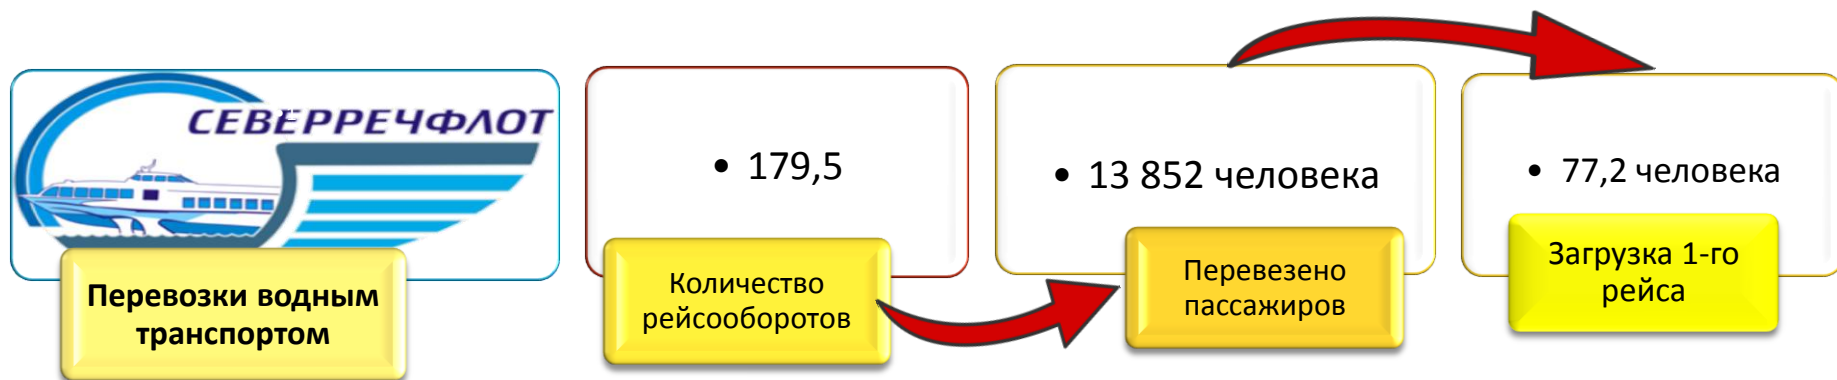 СЕВЕРРЕЧФЛОТ
Перевозки водным
транспортом
• 179,5
Количество
рейсооборотов
• 13 852 человека
Перевезено
пассажиров
• 77,2 человека
Загрузка 1-го
рейса